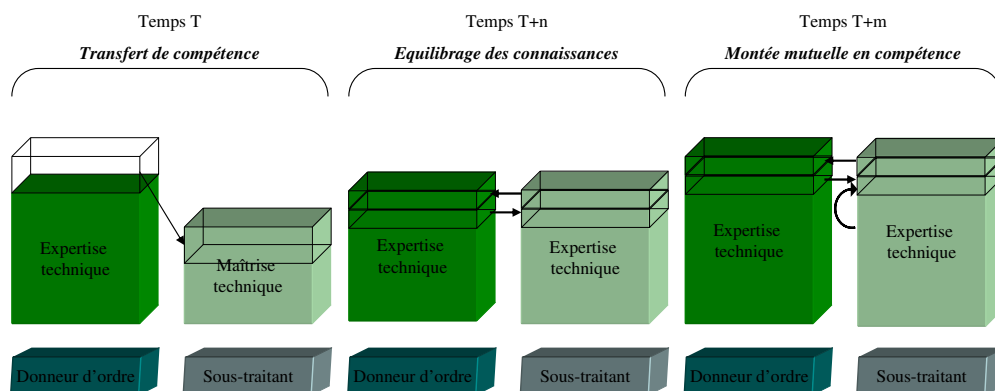 Temps T
Temps T+n
Temps T+m
Transfert de compétence
Equilibrage des connaissances
Montée mutuelle en compétence
Expertise
technique
Maîtrise
technique
Expertise
technique
Expertise
technique
Expertise
technique
Expertise
technique
Donneur d'ordre
Sous-traitant
Donneur d'ordre
Sous-traitant
Donneur d'ordre
Sous-traitant